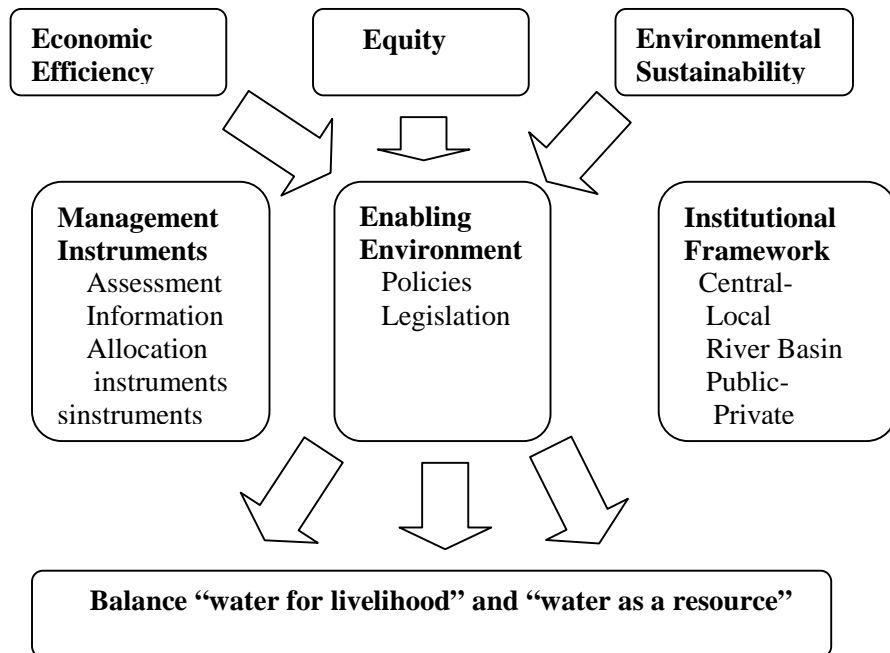 Economic
Efficiency
Equity
Environmental
Sustainability
Management
Instruments
Assessment
Information
Allocation
instruments
sinstruments
Enabling
Environment
Policies
Legislation
Institutional
Framework
Central-
Local
River Basin
Public-
Private
Balance “water for livelihood” and “water as a resource”